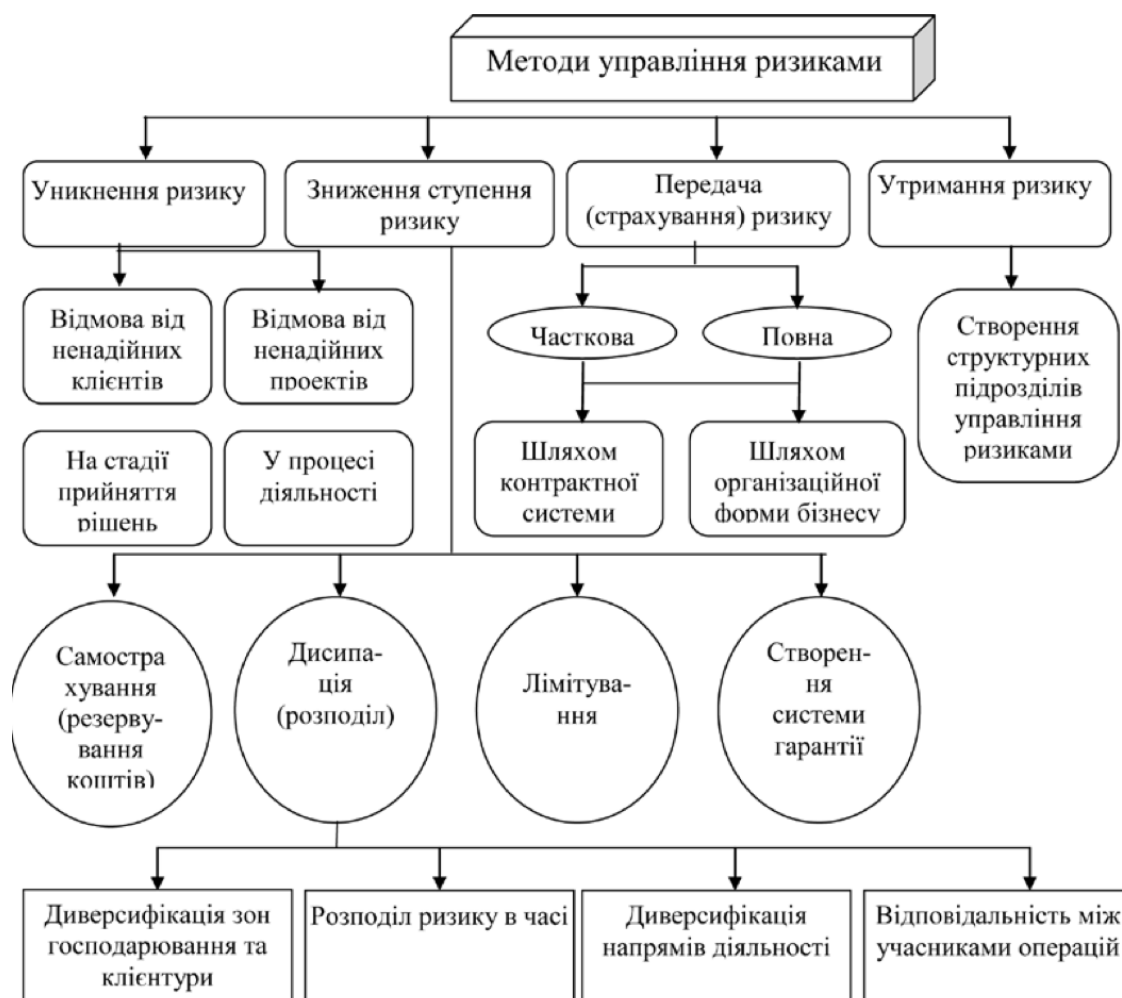 Методи управління ризиками
Уникнення ризику
Зниження ступення
ризику
Передача
(страхування) ризику
Утримання ризику
Відмова від
ненадійних
клієнтів
Відмова від
ненадійних
проектів
Часткова
Повна
Створення
структурних
підрозділів
управління
ризиками
На стадії
прийняття
рішень
У процесі
діяльності
Шляхом
контрактної
системи
Шляхом
організаційної
форми бізнесу
Самостра
хування
(резерву-
вання
коштів)
Дисипа-
ція
(розподіл)
Лімітува-
ння
Створен-
ня
системи
гарантії
Диверсифікація зон
господарювання та
клієнтури
Розподіл ризику в часі
Диверсифікація
напрямів діяльності
Відповідальність між
учасниками операцій